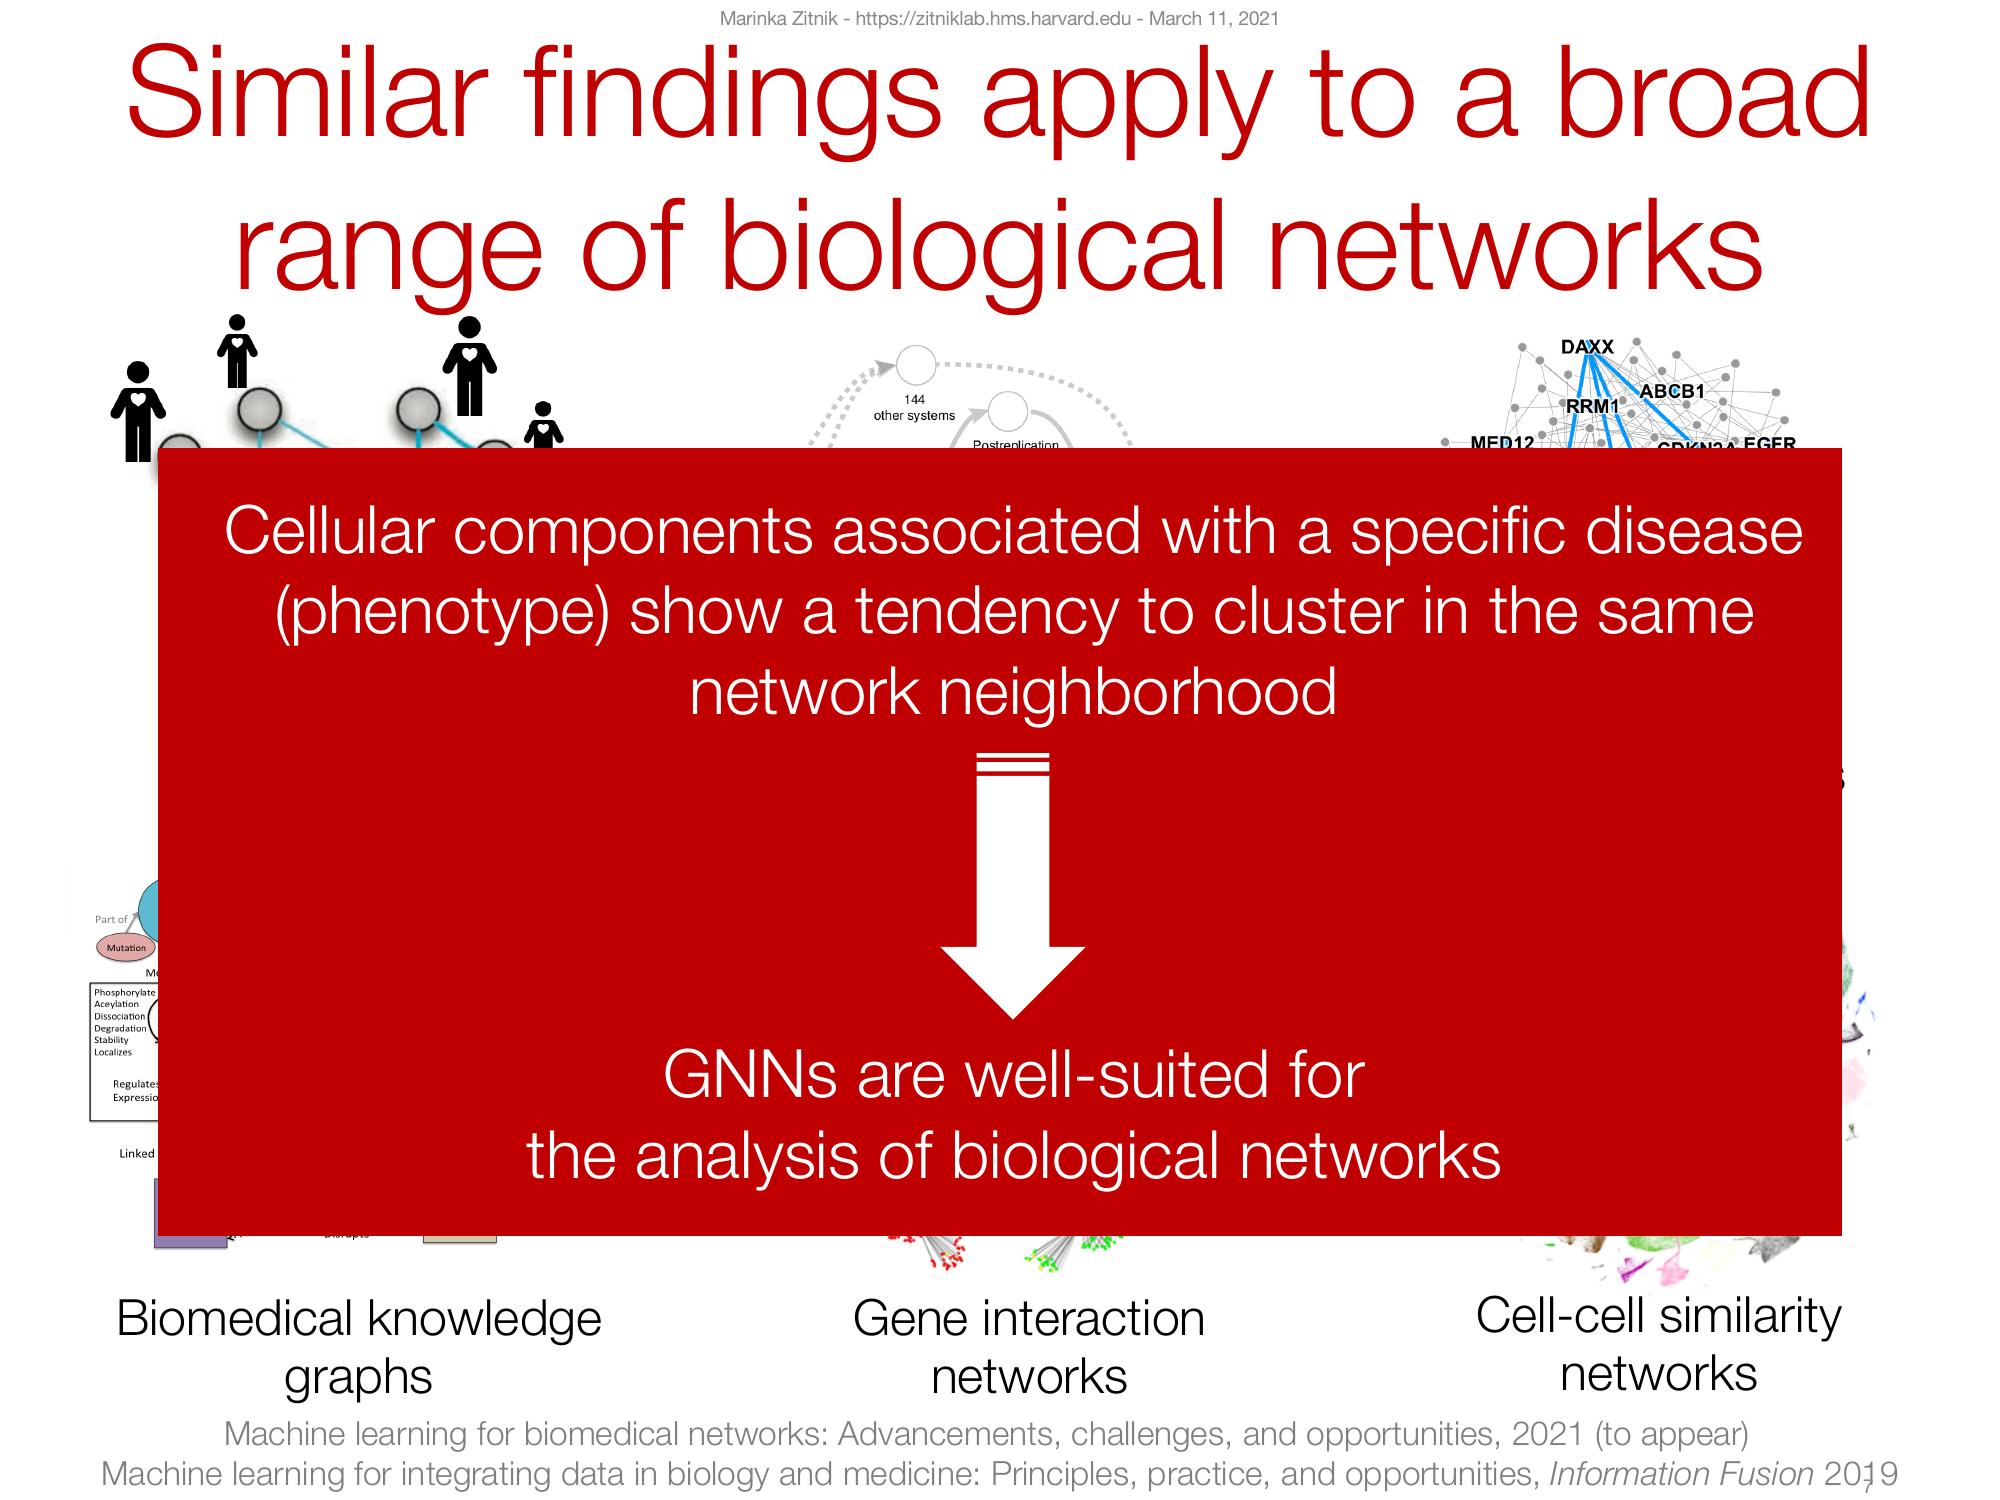 Marinka Zitnik - https://zitniklab.hms.harvard.edu - March 11, 2021
Similar findings apply to a broad
range of biological networks
144
other systems
Postreplication
DAXX
ABCB1
RRM1
MED12
CDKN2A
EGFR
Cellular components associated with a specific disease
(phenotype) show a tendency to cluster in the same
network neighborhood
Part of
Mutation
Phosphorylate
Aceylation
Dissociation
Degradation
Stability
Localizes
Regulates
Linked
GNNs are well-suited for
the analysis of biological networks
Biomedical knowledge
graphs
Gene interaction
networks
Cell-cell similarity
networks
Machine learning for biomedical networks: Advancements, challenges, and opportunities, 2021 (to appear)
Machine learning for integrating data in biology and medicine: Principles, practice, and opportunities, Information Fusion 2019